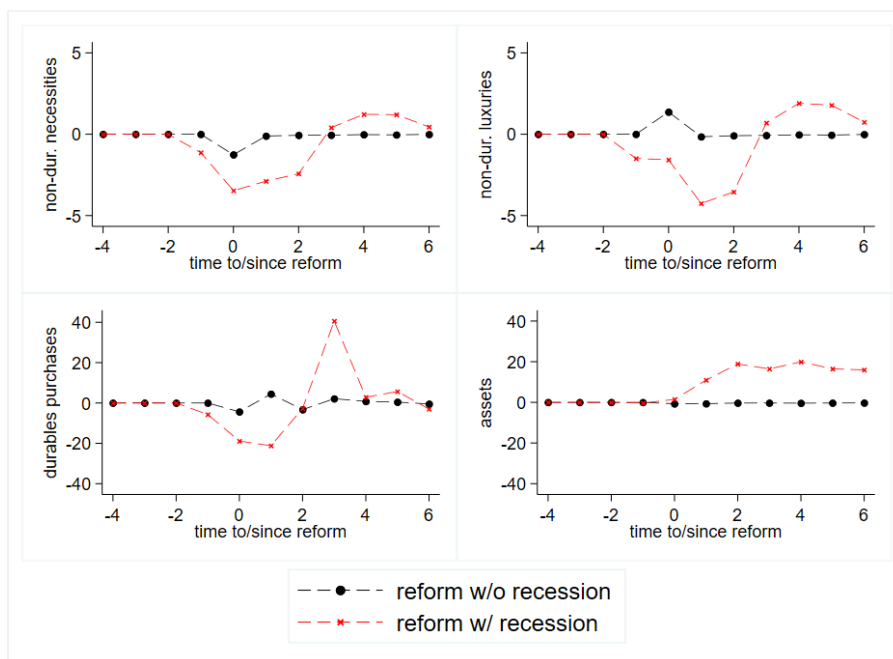 non-dur. necessities
5
0
-5
-4 -2 0 2 4 6
time to/since reform
non-dur. luxuries
5
0
-5
-4 -2 0 2 4 6
time to/since reform
durables purchases
40
20
0
-20
-40
-4 -2 0 2 4 6
time to/since reform
assets
40
20
0
-20
-40
-4 -2 0 2 4 6
time to/since reform
reform w/o recession
reform w/ recession